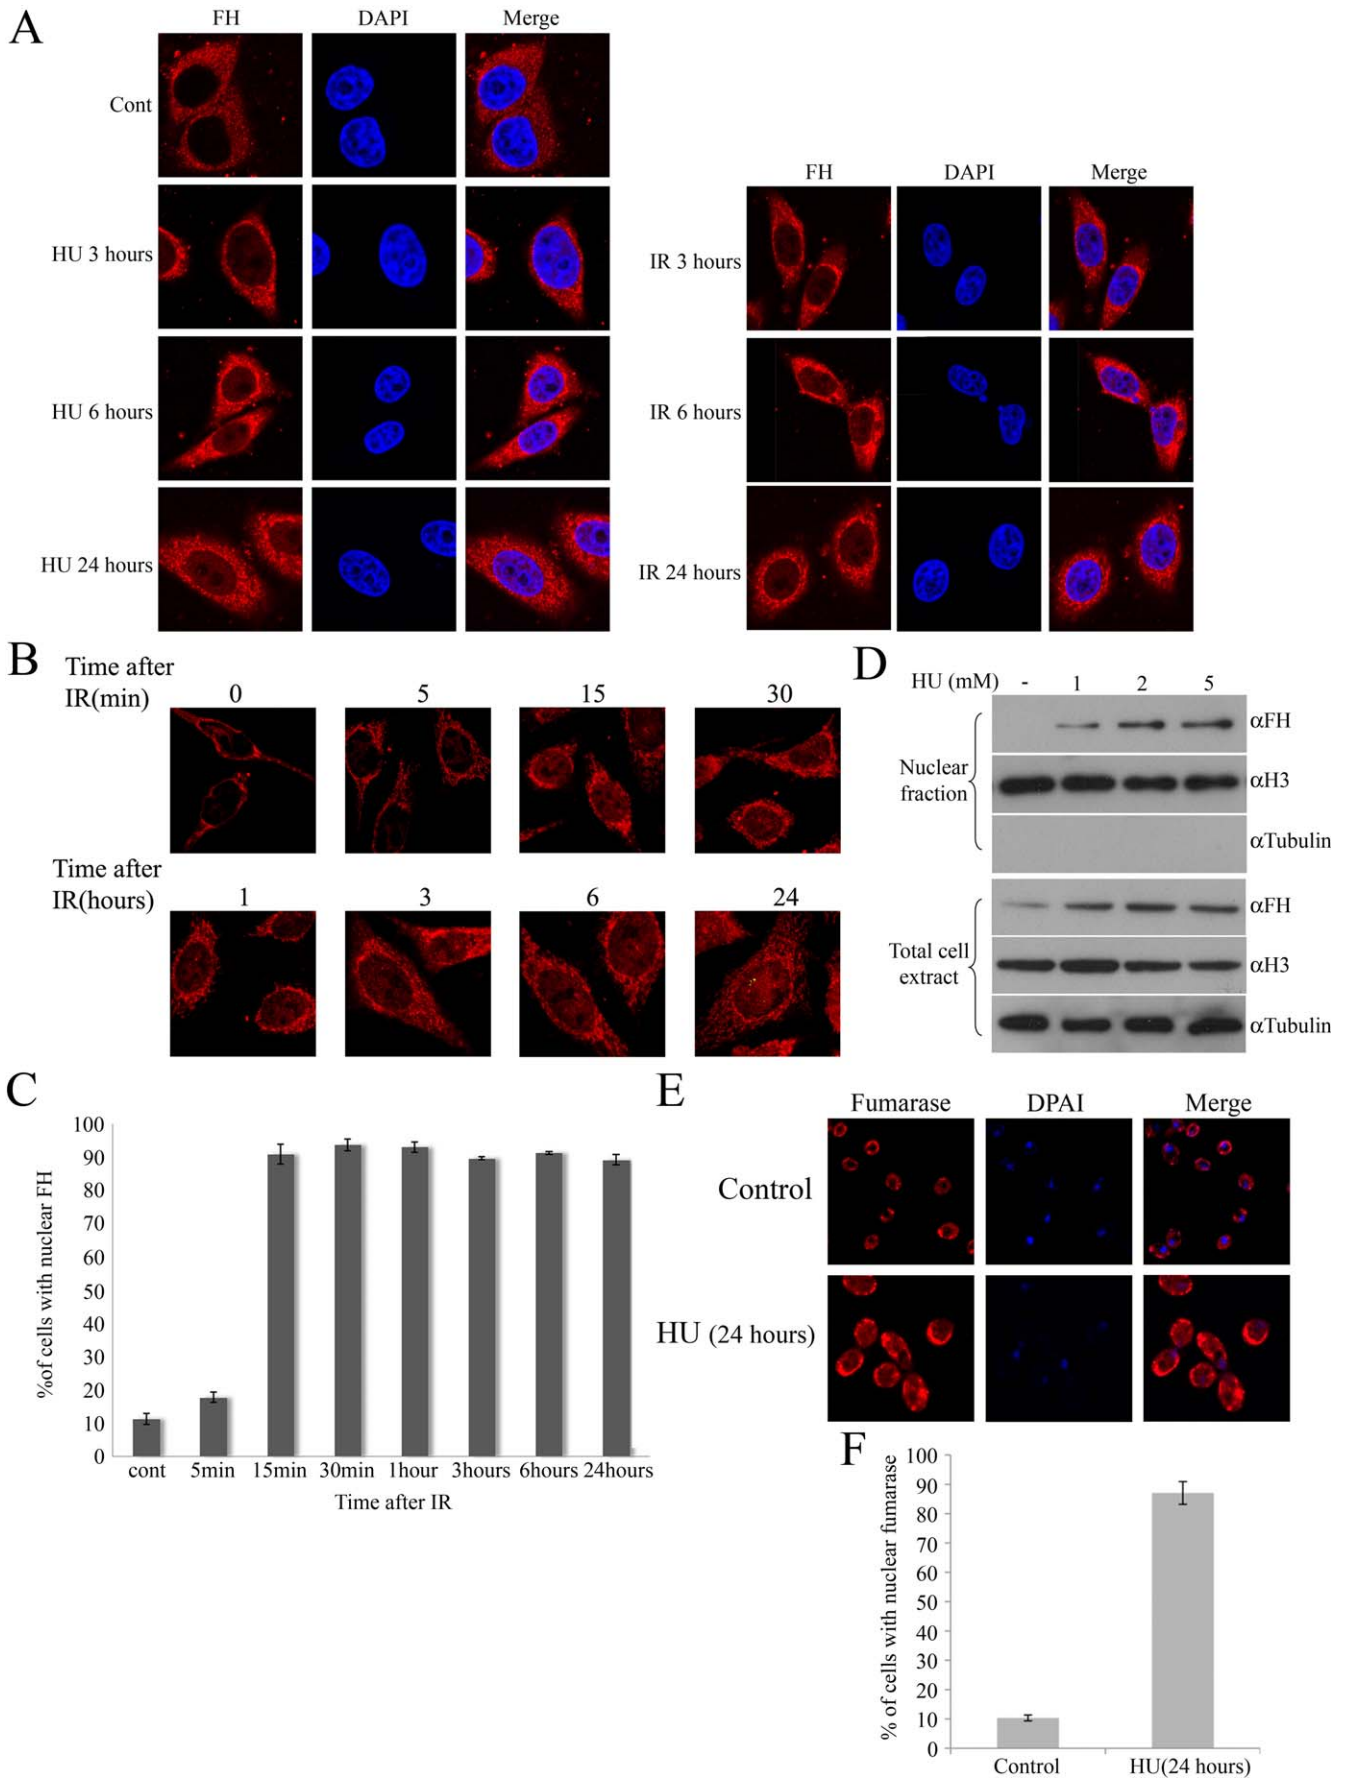 A
FH DAPI Merge
Cont
HU 3 hours
HU 6 hours
HU 24 hours
FH DAPI Merge
IR 3 hours
IR 6 hours
IR 24 hours
B
Time after
IR(min)
0 5 15 30
Time after
IR(hours)
1 3 6 24
D
HU (mM) - 1 2 5
Nuclear
fraction
αFH
αH3
αTubulin
Total cell
extract
αFH
αH3
αTubulin
C
%of cells with nuclear FH
100
90
80
70
60
50
40
30
20
10
0
cont 5min 15min 30min 1hour 3hours 6hours 24hours
Time after IR
E
Fumarase DPAI Merge
Control
HU (24 hours)
F
% of cells with nuclear fumarase
100
90
80
70
60
50
40
30
20
10
0
Control HU(24 hours)